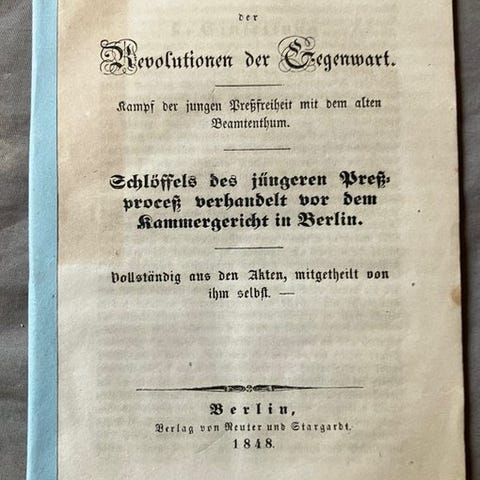 der
Revolutionen der Gegenwart.
Kampf der jungen Preßfreiheit mit dem alten
Beamtenthum.
Schlöffels des jüngeren Preß-
proceß verhandelt vor dem
Kammergericht in Berlin.
Vollständig aus den Akten, mitgetheilt von
ihm selbst. —
Berlin,
Verlag von Reuter und Stargardt.
1848.